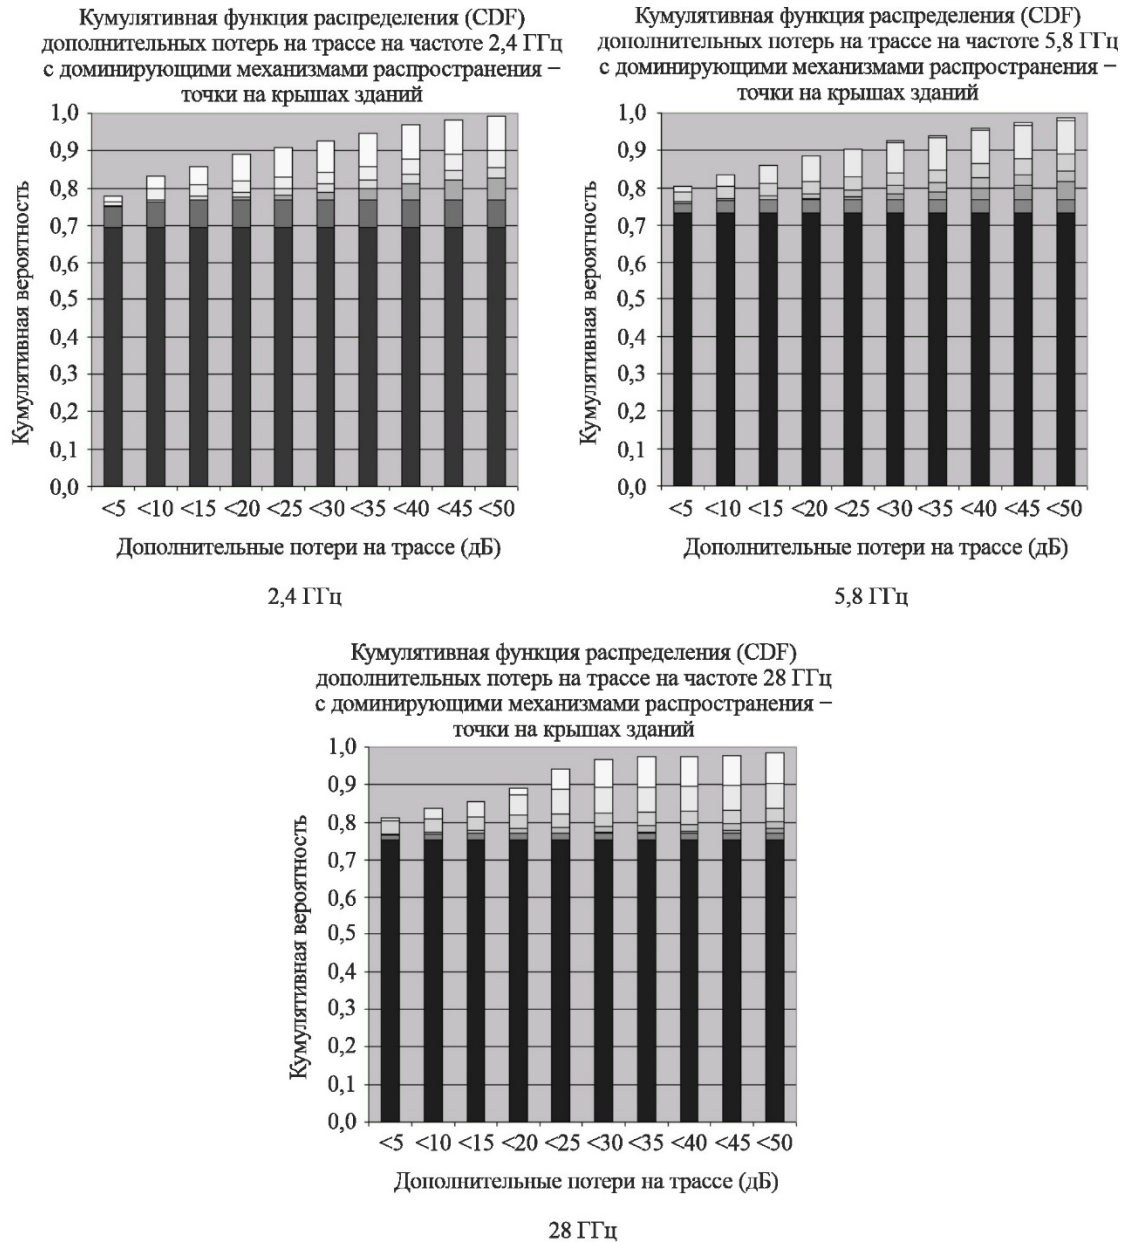 Кумулятивная функция распределения (CDF)
дополнительных потерь на трассе на частоте 2,4 ГГц
с доминирующими механизмами распространения –
точки на крышах зданий
Кумулятивная вероятность
1,0
0,9
0,8
0,7
0,6
0,5
0,4
0,3
0,2
0,1
0,0
<5 <10 <15 <20 <25 <30 <35 <40 <45 <50
Дополнительные потери на трассе (дБ)
2,4 ГГц
Кумулятивная функция распределения (CDF)
дополнительных потерь на трассе на частоте 5,8 ГГц
с доминирующими механизмами распространения –
точки на крышах зданий
Кумулятивная вероятность
1,0
0,9
0,8
0,7
0,6
0,5
0,4
0,3
0,2
0,1
0,0
<5 <10 <15 <20 <25 <30 <35 <40 <45 <50
Дополнительные потери на трассе (дБ)
5,8 ГГц
Кумулятивная функция распределения (CDF)
дополнительных потерь на трассе на частоте 28 ГГц
с доминирующими механизмами распространения –
точки на крышах зданий
Кумулятивная вероятность
1,0
0,9
0,8
0,7
0,6
0,5
0,4
0,3
0,2
0,1
0,0
<5 <10 <15 <20 <25 <30 <35 <40 <45 <50
Дополнительные потери на трассе (дБ)
28 ГГц